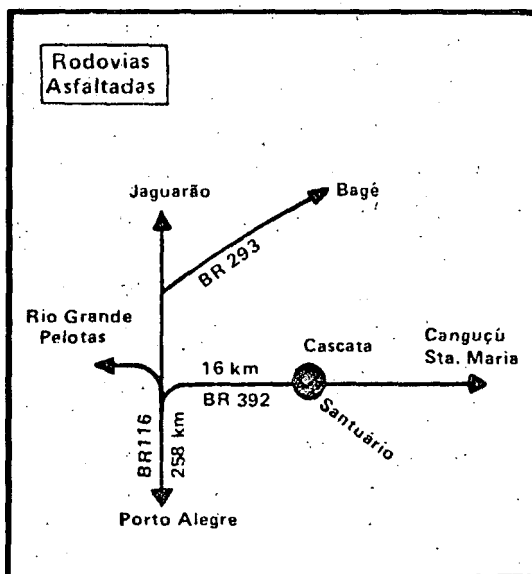 Rodovias
Asfaltadas
Jaguarão
Bagé
BR 293
Rio Grande
Pelotas
16 km
BR 392
Cascata
Santuário
Canguçú
Sta. Maria
BR116
258 km
Porto Alegre